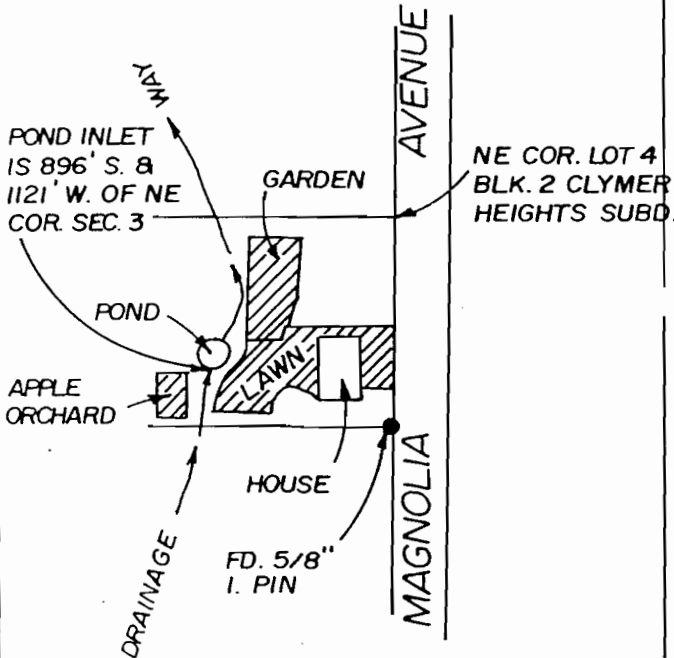 AVENUE
WAY
POND INLET
IS 896' S. &
1121' W. OF NE
COR. SEC. 3
GARDEN
NE COR. LOT 4
BLK. 2 CLYMER
HEIGHTS SUBD.
POND
LAWN
APPLE
ORCHARD
HOUSE
MAGNOLIA
FD. 5/8"
I. PIN
DRAINAGE